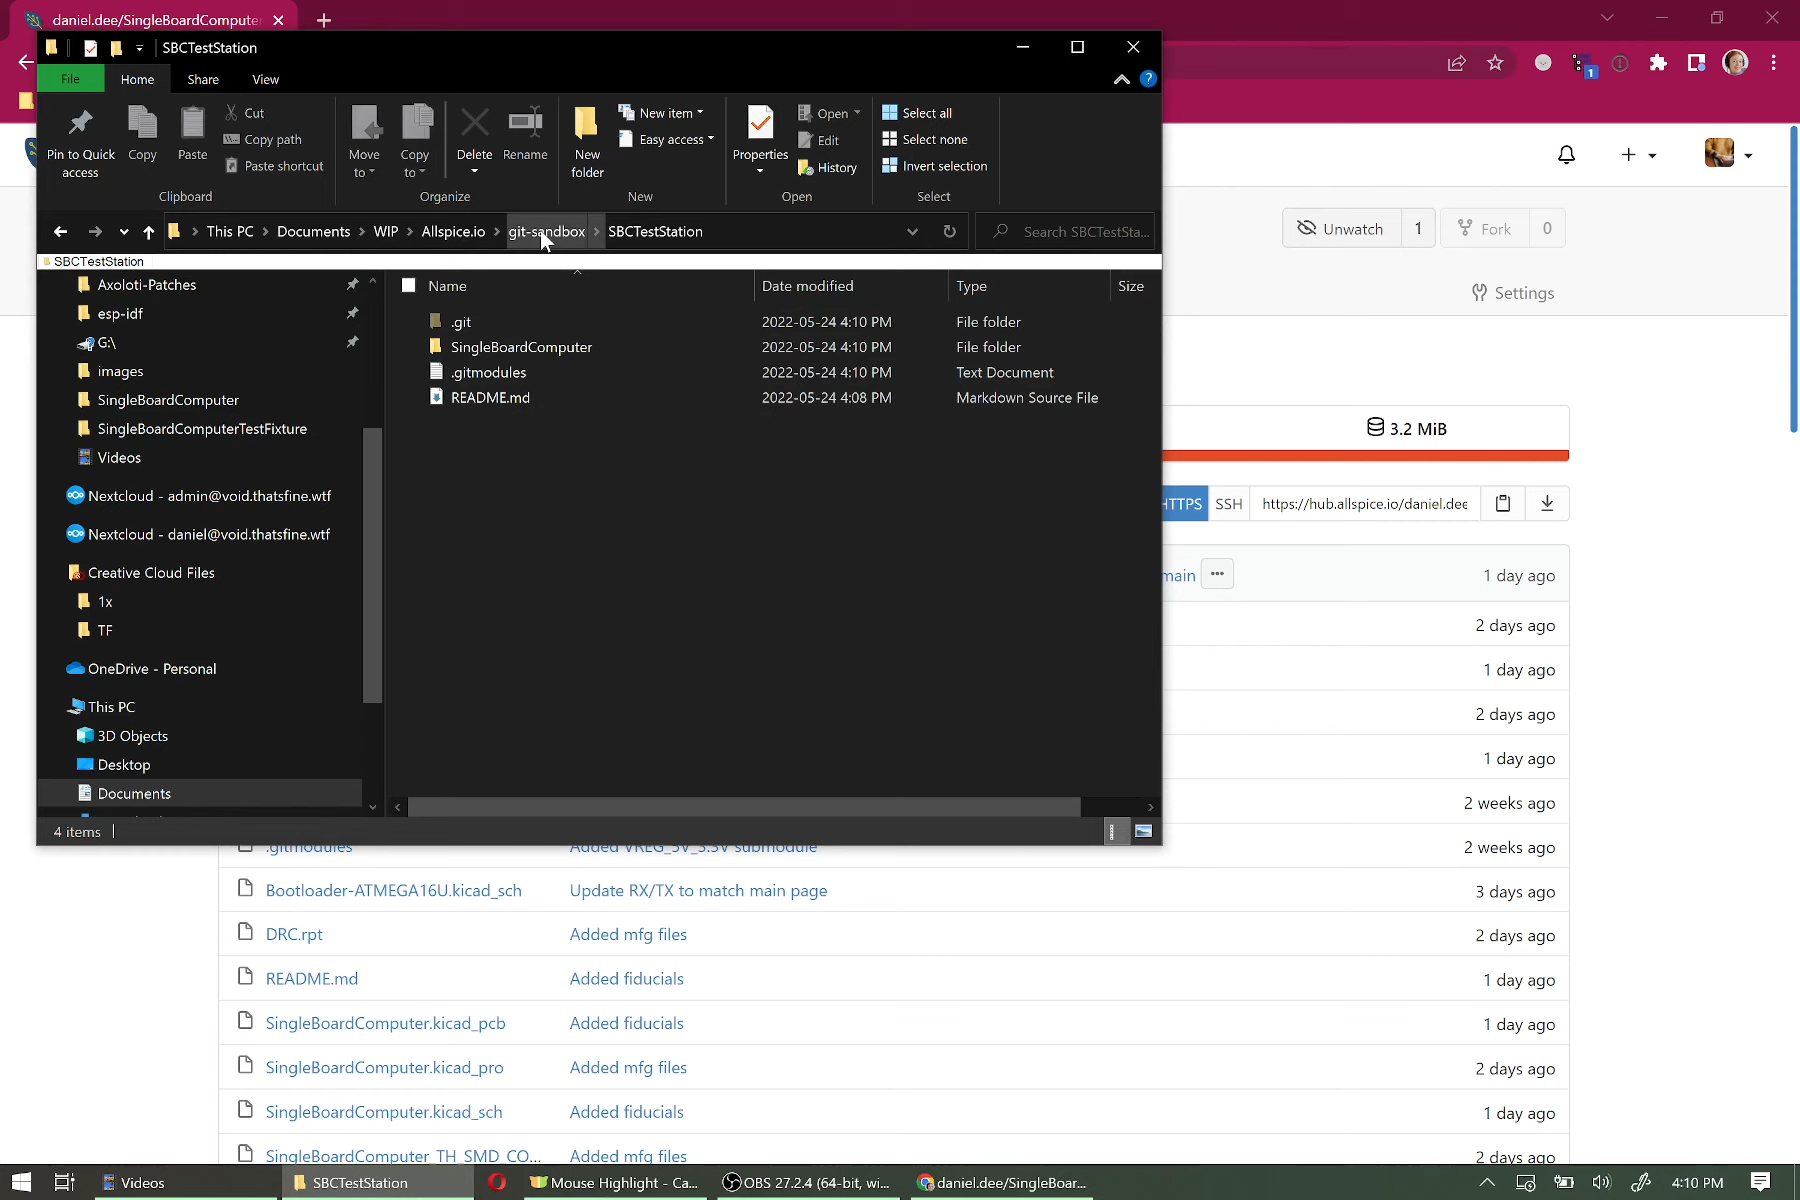 daniel.dee/SingleBoardCompute
SBCTestStation
File
Home
Share
View
Pin to Quick access
Copy
Paste
Cut
Copy path
Paste shortcut
Clipboard
Move to
Copy to
Delete
Rename
Organize
New folder
New item
Easy access
New
Properties
Open
Edit
History
Open
Select all
Select none
Invert selection
Select
This PC > Documents > WIP > Allspice.io > git-sandbox > SBCTestStation
Search SBCTestSta...
SBCTestStation
Name Date modified Type Size
.git 2022-05-24 4:10 PM File folder
SingleBoardComputer 2022-05-24 4:10 PM File folder
.gitmodules 2022-05-24 4:10 PM Text Document
README.md 2022-05-24 4:08 PM Markdown Source File
Axoloti-Patches
esp-idf
G:\
images
SingleBoardComputer
SingleBoardComputerTestFixture
Videos
Nextcloud - admin@void.thatsfine.wtf
Nextcloud - daniel@void.thatsfine.wtf
Creative Cloud Files
1x
TF
OneDrive - Personal
This PC
3D Objects
Desktop
Documents
4 items
1
Unwatch 1
Fork 0
Settings
3.2 MiB
HTTPS SSH https://hub.allspice.io/daniel.dee
main ... 1 day ago
2 days ago
1 day ago
2 days ago
1 day ago
2 weeks ago
.gitmodules Added VREG_5V_3.3V submodule 2 weeks ago
Bootloader-ATMEGA16U.kicad_sch Update RX/TX to match main page 3 days ago
DRC.rpt Added mfg files 2 days ago
README.md Added fiducials 1 day ago
SingleBoardComputer.kicad_pcb Added fiducials 1 day ago
SingleBoardComputer.kicad_pro Added mfg files 2 days ago
SingleBoardComputer.kicad_sch Added fiducials 1 day ago
SingleBoardComputer_TH_SMD_CO... Added mfg files 2 days ago
Videos
SBCTestStation
Mouse Highlight - Ca...
OBS 27.2.4 (64-bit, wi...
daniel.dee/SingleBoar...
4:10 PM